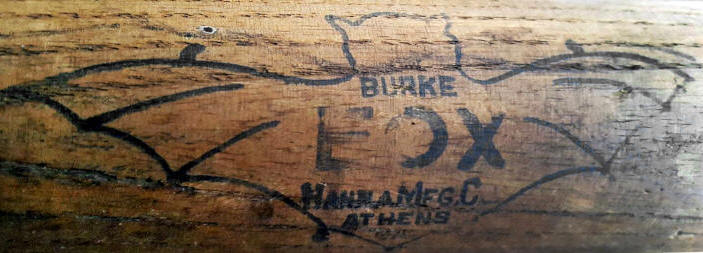 BURKE
FOX
HANNA MFG.C.
ATHENS